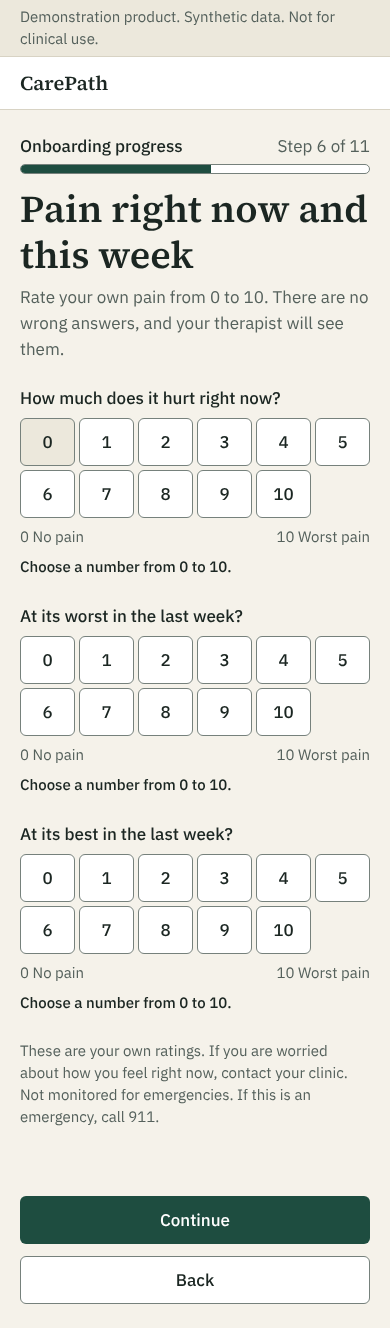 Demonstration product. Synthetic data. Not for
clinical use.
CarePath
Onboarding progress
Step 6 of 11
Pain right now and
this week
Rate your own pain from 0 to 10. There are no
wrong answers, and your therapist will see
them.
How much does it hurt right now?
0 1 2 3 4 5
6 7 8 9 10
0 No pain
10 Worst pain
Choose a number from 0 to 10.
At its worst in the last week?
0 1 2 3 4 5
6 7 8 9 10
0 No pain
10 Worst pain
Choose a number from 0 to 10.
At its best in the last week?
0 1 2 3 4 5
6 7 8 9 10
0 No pain
10 Worst pain
Choose a number from 0 to 10.
These are your own ratings. If you are worried
about how you feel right now, contact your clinic.
Not monitored for emergencies. If this is an
emergency, call 911.
Continue
Back